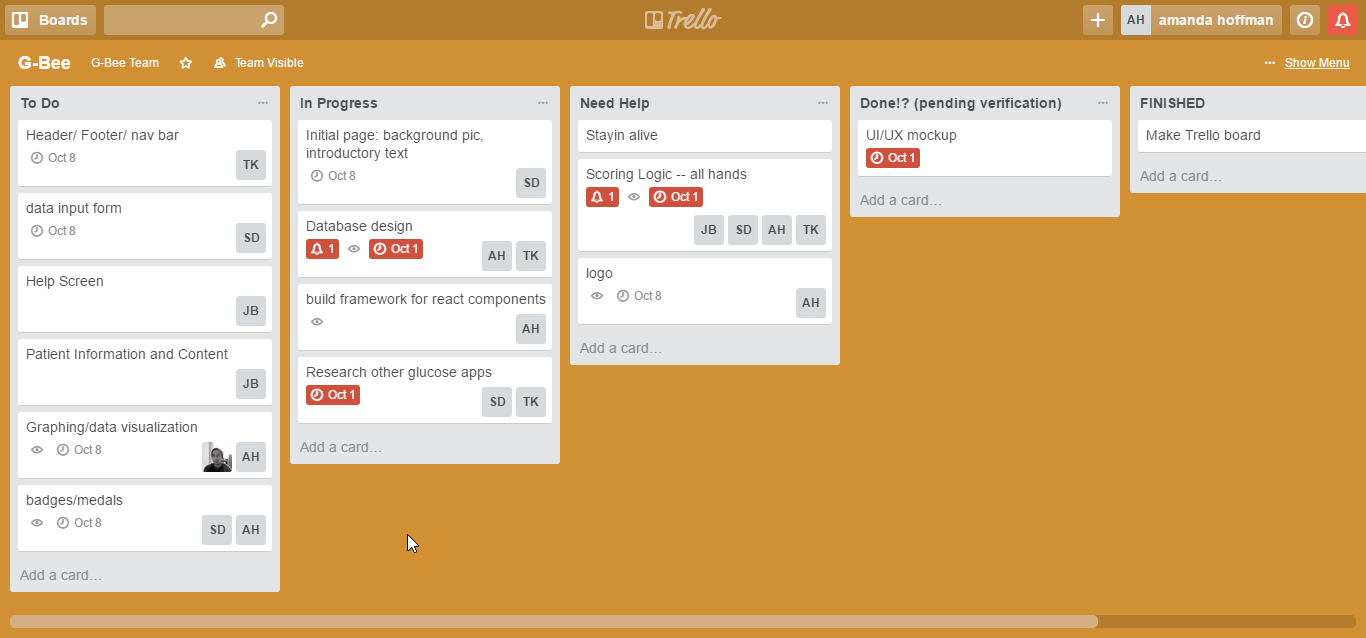 Boards
Trello
AH amanda hoffman
G-Bee G-Bee Team Team Visible
Show Menu
To Do
Header/ Footer/ nav bar
Oct 8
TK
data input form
Oct 8
SD
Help Screen
JB
Patient Information and Content
JB
Graphing/data visualization
Oct 8
AH
badges/medals
Oct 8
SD AH
Add a card…
In Progress
Initial page: background pic,
introductory text
Oct 8
SD
Database design
1 Oct 1
AH TK
build framework for react components
AH
Research other glucose apps
Oct 1
SD TK
Add a card…
Need Help
Stayin alive
Scoring Logic -- all hands
1 Oct 1
JB SD AH TK
logo
Oct 8
AH
Add a card…
Done!? (pending verification)
UI/UX mockup
Oct 1
Add a card…
FINISHED
Make Trello board
Add a card…